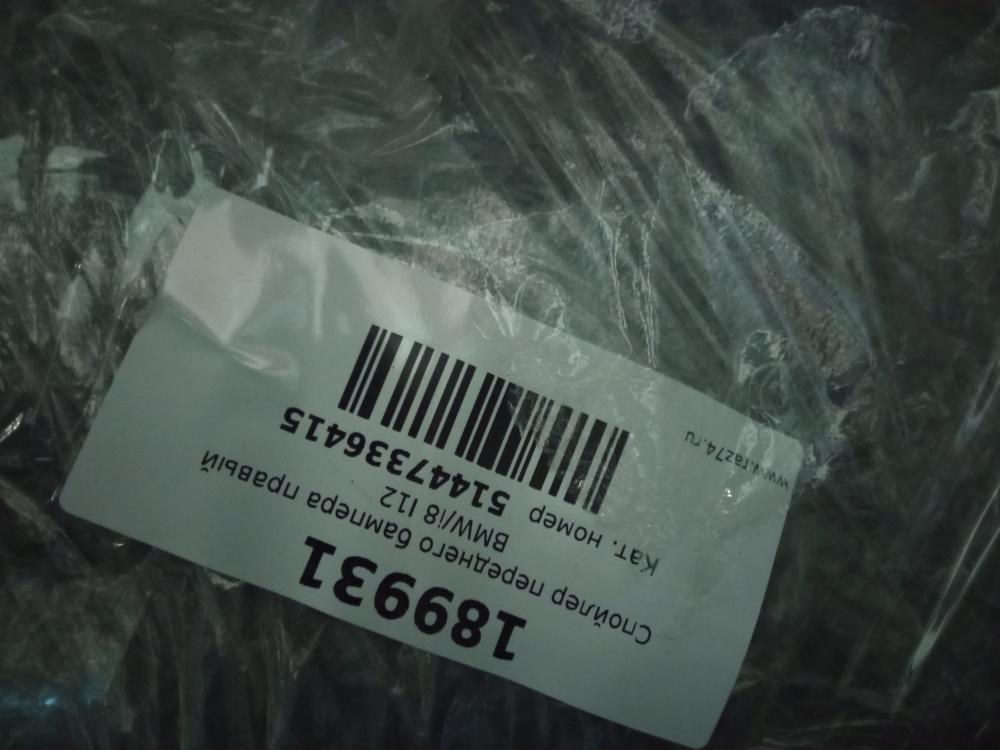 189931
Спойлер переднего бампера правый
BMW/i8 I12
Кат. номер 51447336415
www.raz74.ru